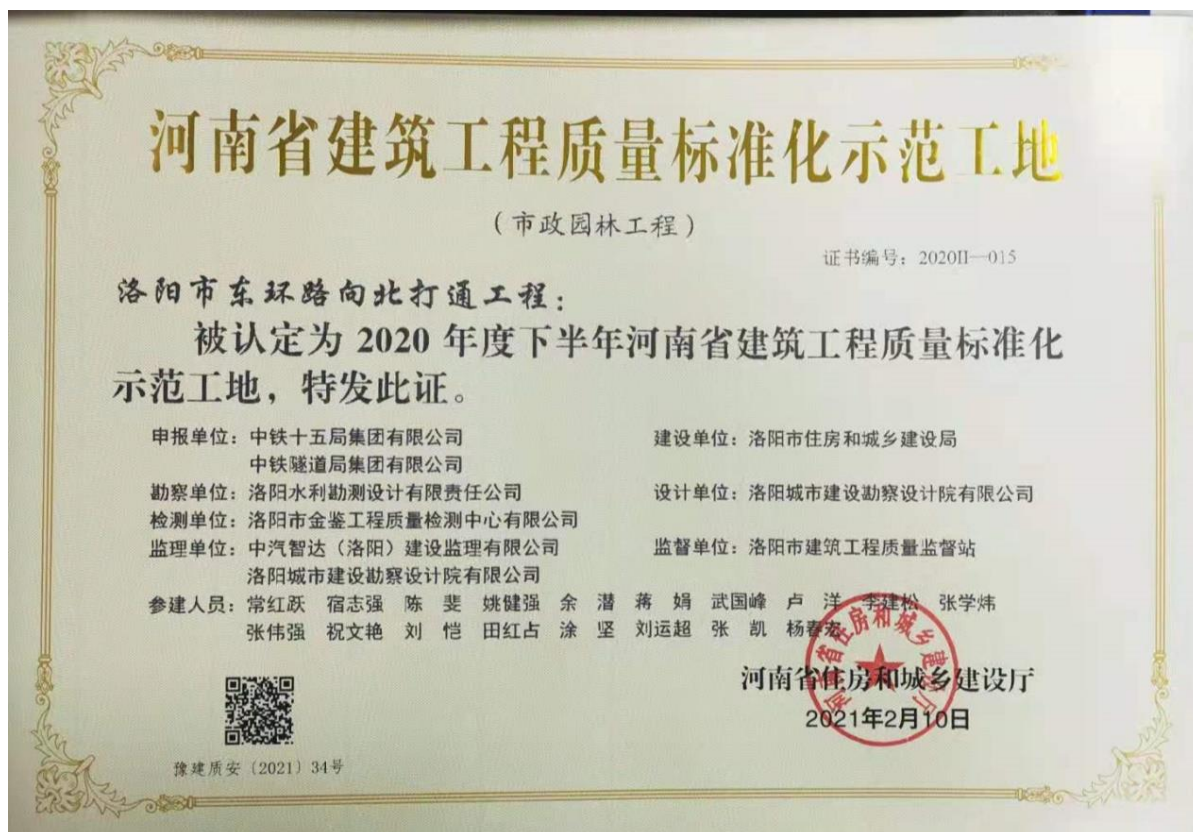 河南省建筑工程质量标准化示范工地
（市政园林工程）
证书编号：2020II—015
洛阳市东环路向北打通工程：
被认定为 2020 年度下半年河南省建筑工程质量标准化
示范工地，特发此证。
申报单位：中铁十五局集团有限公司 建设单位：洛阳市住房和城乡建设局
中铁隧道局集团有限公司
勘察单位：洛阳水利勘测设计有限责任公司 设计单位：洛阳城市建设勘察设计院有限公司
检测单位：洛阳市金鉴工程质量检测中心有限公司
监理单位：中汽智达（洛阳）建设监理有限公司 监督单位：洛阳市建筑工程质量监督站
洛阳城市建设勘察设计院有限公司
参建人员：常红跃 宿志强 陈 斐 姚健强 余 潜 蒋 娟 武国峰 卢 洋 李建松 张学炜
张伟强 祝文艳 刘 恺 田红占 涂 坚 刘运超 张 凯 杨春宏
河南省住房和城乡建设厅
河南省住房和城乡建设厅
2021年2月10日
豫建质安〔2021〕34号